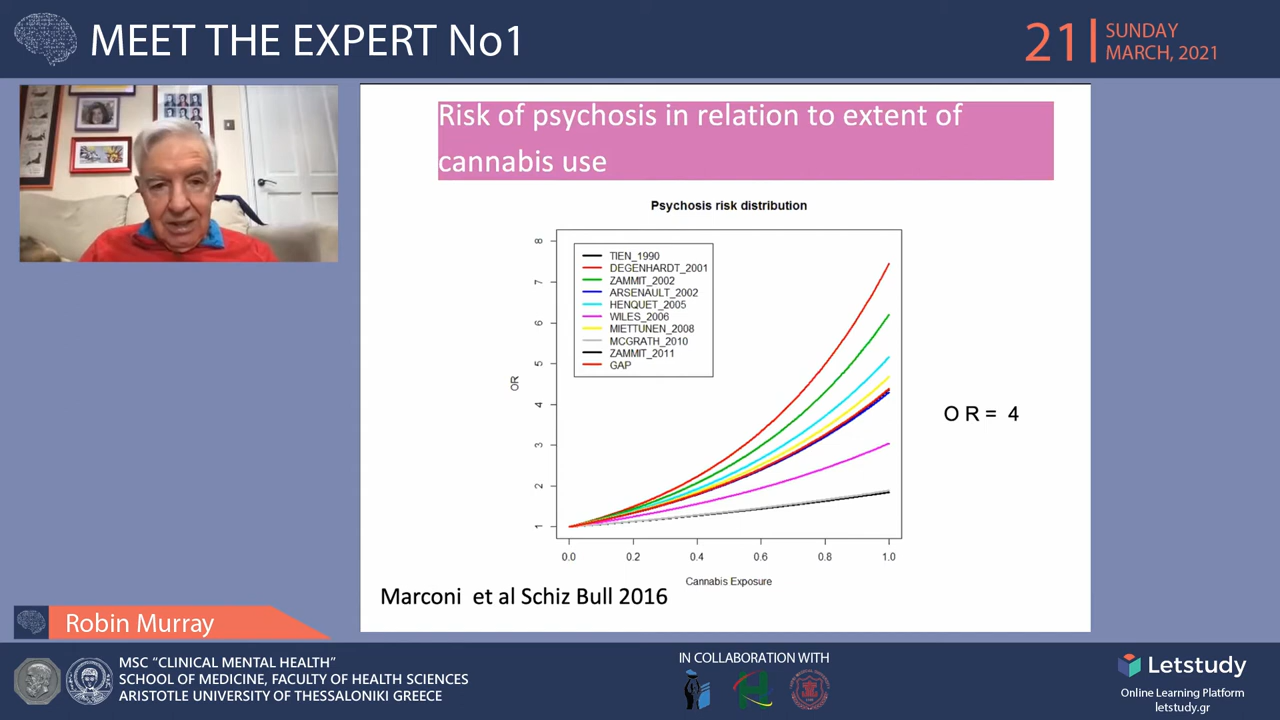 MEET THE EXPERT No1
21
SUNDAY
MARCH, 2021
Risk of psychosis in relation to extent of
cannabis use
Psychosis risk distribution
TIEN_1990
DEGENHARDT_2001
ZAMMIT_2002
ARSENAULT_2002
HENQUET_2005
WILES_2006
MIETTUNEN_2008
MCGRATH_2010
ZAMMIT_2011
GAP
8
7
6
5
4
3
2
1
OR
0.0 0.2 0.4 0.6 0.8 1.0
Cannabis Exposure
O R = 4
Marconi et al Schiz Bull 2016
Robin Murray
MSC “CLINICAL MENTAL HEALTH”
SCHOOL OF MEDICINE, FACULTY OF HEALTH SCIENCES
ARISTOTLE UNIVERSITY OF THESSALONIKI GREECE
IN COLLABORATION WITH
Letstudy
Online Learning Platform
letstudy.gr